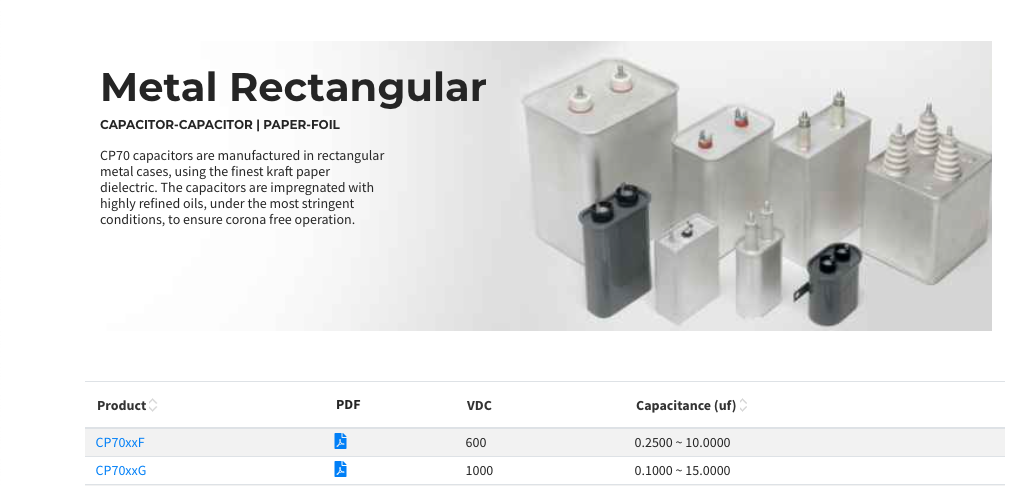 Metal Rectangular
CAPACITOR-CAPACITOR | PAPER-FOIL
CP70 capacitors are manufactured in rectangular
metal cases, using the finest kraft paper
dielectric. The capacitors are impregnated with
highly refined oils, under the most stringent
conditions, to ensure corona free operation.
Product PDF VDC Capacitance (uf)
CP70xxF 600 0.2500 ~ 10.0000
CP70xxG 1000 0.1000 ~ 15.0000